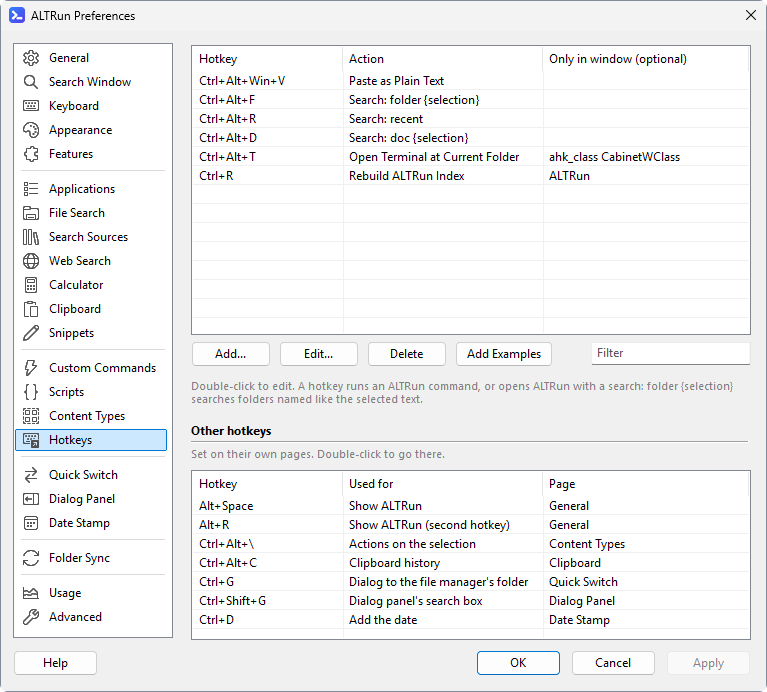 ALTRun Preferences
General
Search Window
Keyboard
Appearance
Features
Applications
File Search
Search Sources
Web Search
Calculator
Clipboard
Snippets
Custom Commands
Scripts
Content Types
Hotkeys
Quick Switch
Dialog Panel
Date Stamp
Folder Sync
Usage
Advanced
Hotkey Action Only in window (optional)
Ctrl+Alt+Win+V Paste as Plain Text
Ctrl+Alt+F Search: folder {selection}
Ctrl+Alt+R Search: recent
Ctrl+Alt+D Search: doc {selection}
Ctrl+Alt+T Open Terminal at Current Folder ahk_class CabinetWClass
Ctrl+R Rebuild ALTRun Index ALTRun
Add... Edit... Delete Add Examples Filter
Double-click to edit. A hotkey runs an ALTRun command, or opens ALTRun with a search: folder {selection}
searches folders named like the selected text.
Other hotkeys
Set on their own pages. Double-click to go there.
Hotkey Used for Page
Alt+Space Show ALTRun General
Alt+R Show ALTRun (second hotkey) General
Ctrl+Alt+\ Actions on the selection Content Types
Ctrl+Alt+C Clipboard history Clipboard
Ctrl+G Dialog to the file manager's folder Quick Switch
Ctrl+Shift+G Dialog panel's search box Dialog Panel
Ctrl+D Add the date Date Stamp
Help OK Cancel Apply